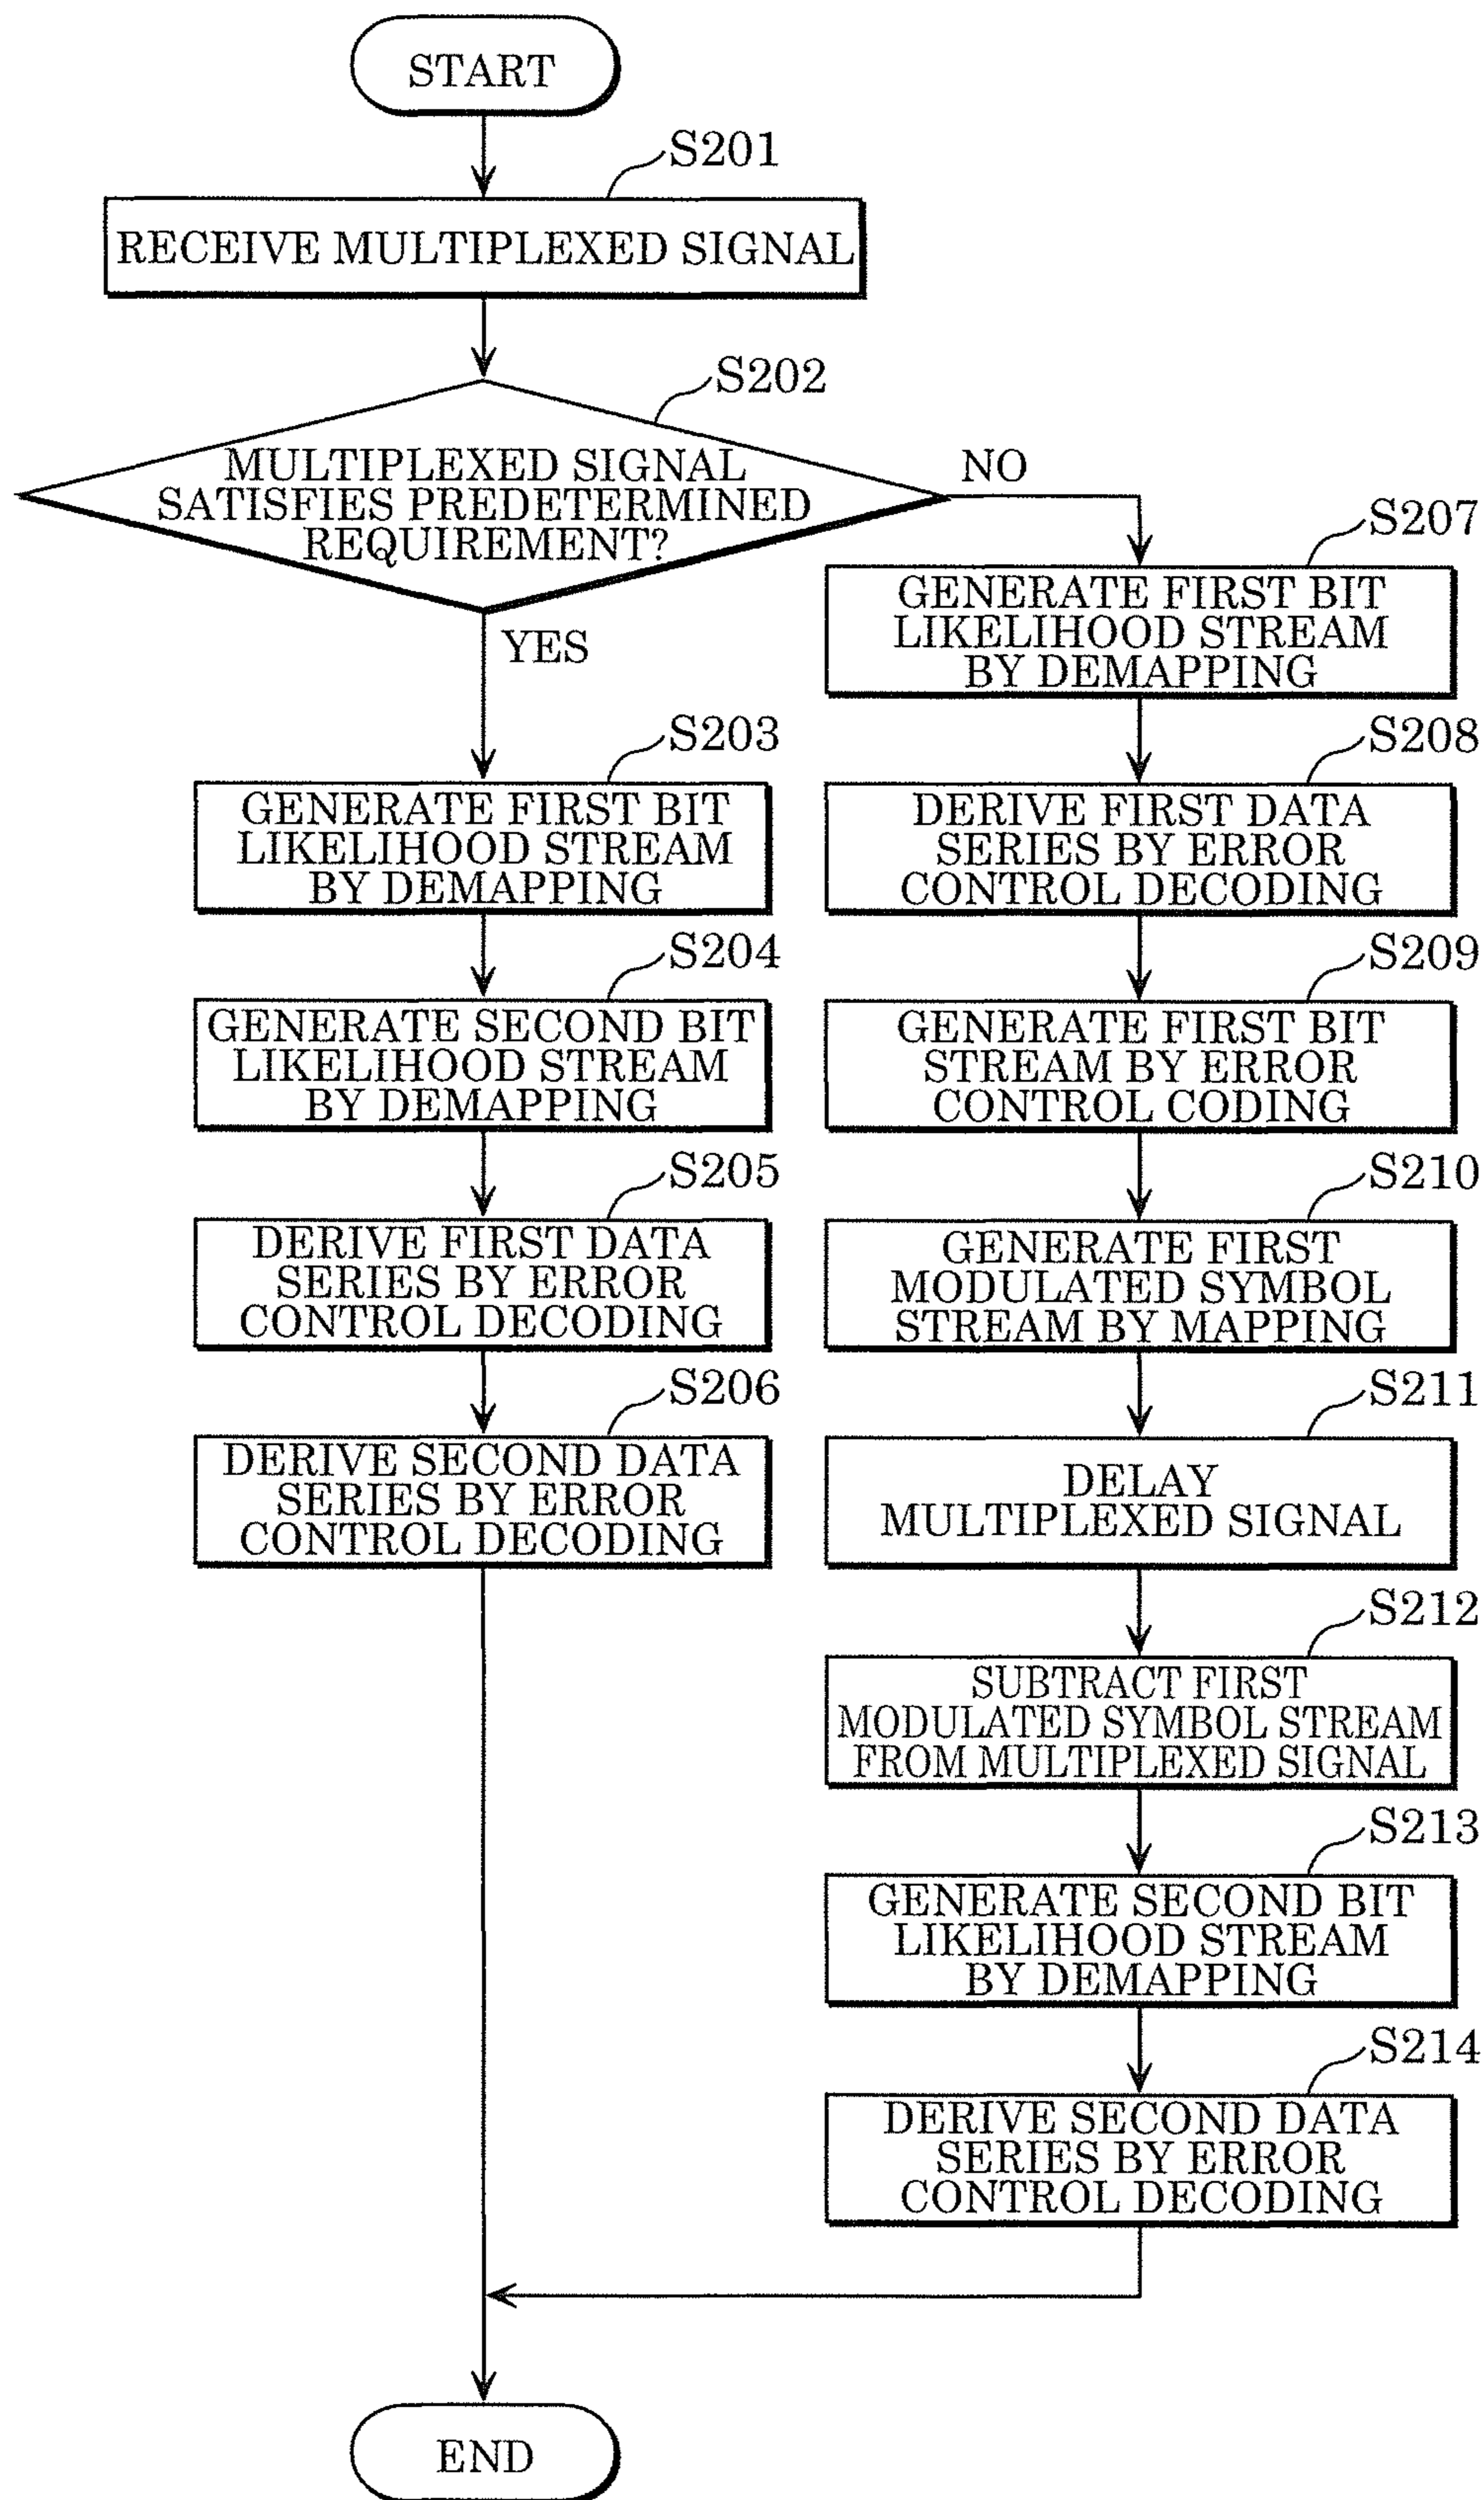 START
S201
RECEIVE MULTIPLEXED SIGNAL
S202
MULTIPLEXED SIGNAL
SATISFIES PREDETERMINED
REQUIREMENT?
NO
YES
S203
GENERATE FIRST BIT
LIKELIHOOD STREAM
BY DEMAPPING
S204
GENERATE SECOND BIT
LIKELIHOOD STREAM
BY DEMAPPING
S205
DERIVE FIRST DATA
SERIES BY ERROR
CONTROL DECODING
S206
DERIVE SECOND DATA
SERIES BY ERROR
CONTROL DECODING
S207
GENERATE FIRST BIT
LIKELIHOOD STREAM
BY DEMAPPING
S208
DERIVE FIRST DATA
SERIES BY ERROR
CONTROL DECODING
S209
GENERATE FIRST BIT
STREAM BY ERROR
CONTROL CODING
S210
GENERATE FIRST
MODULATED SYMBOL
STREAM BY MAPPING
S211
DELAY
MULTIPLEXED SIGNAL
S212
SUBTRACT FIRST
MODULATED SYMBOL STREAM
FROM MULTIPLEXED SIGNAL
S213
GENERATE SECOND BIT
LIKELIHOOD STREAM
BY DEMAPPING
S214
DERIVE SECOND DATA
SERIES BY ERROR
CONTROL DECODING
END